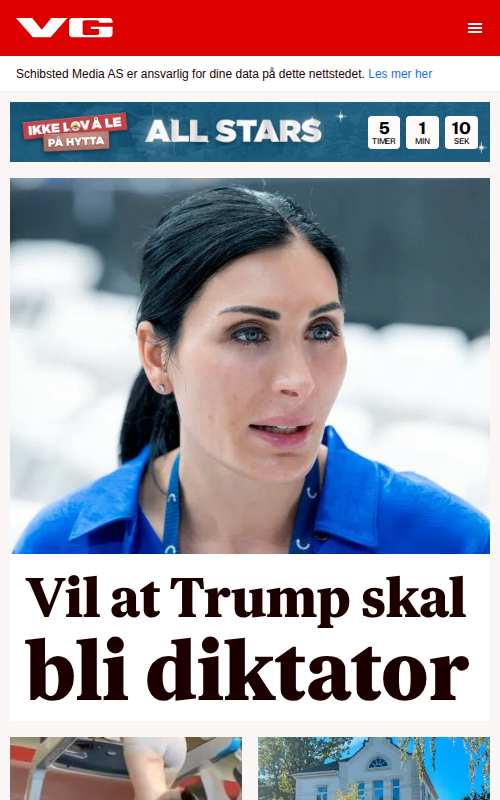 VG
Schibsted Media AS er ansvarlig for dine data på dette nettstedet. Les mer her
IKKE LOV Å LE
PÅ HYTTA
ALL STARS
5 1 10
TIMER MIN SEK
Vil at Trump skal
bli diktator